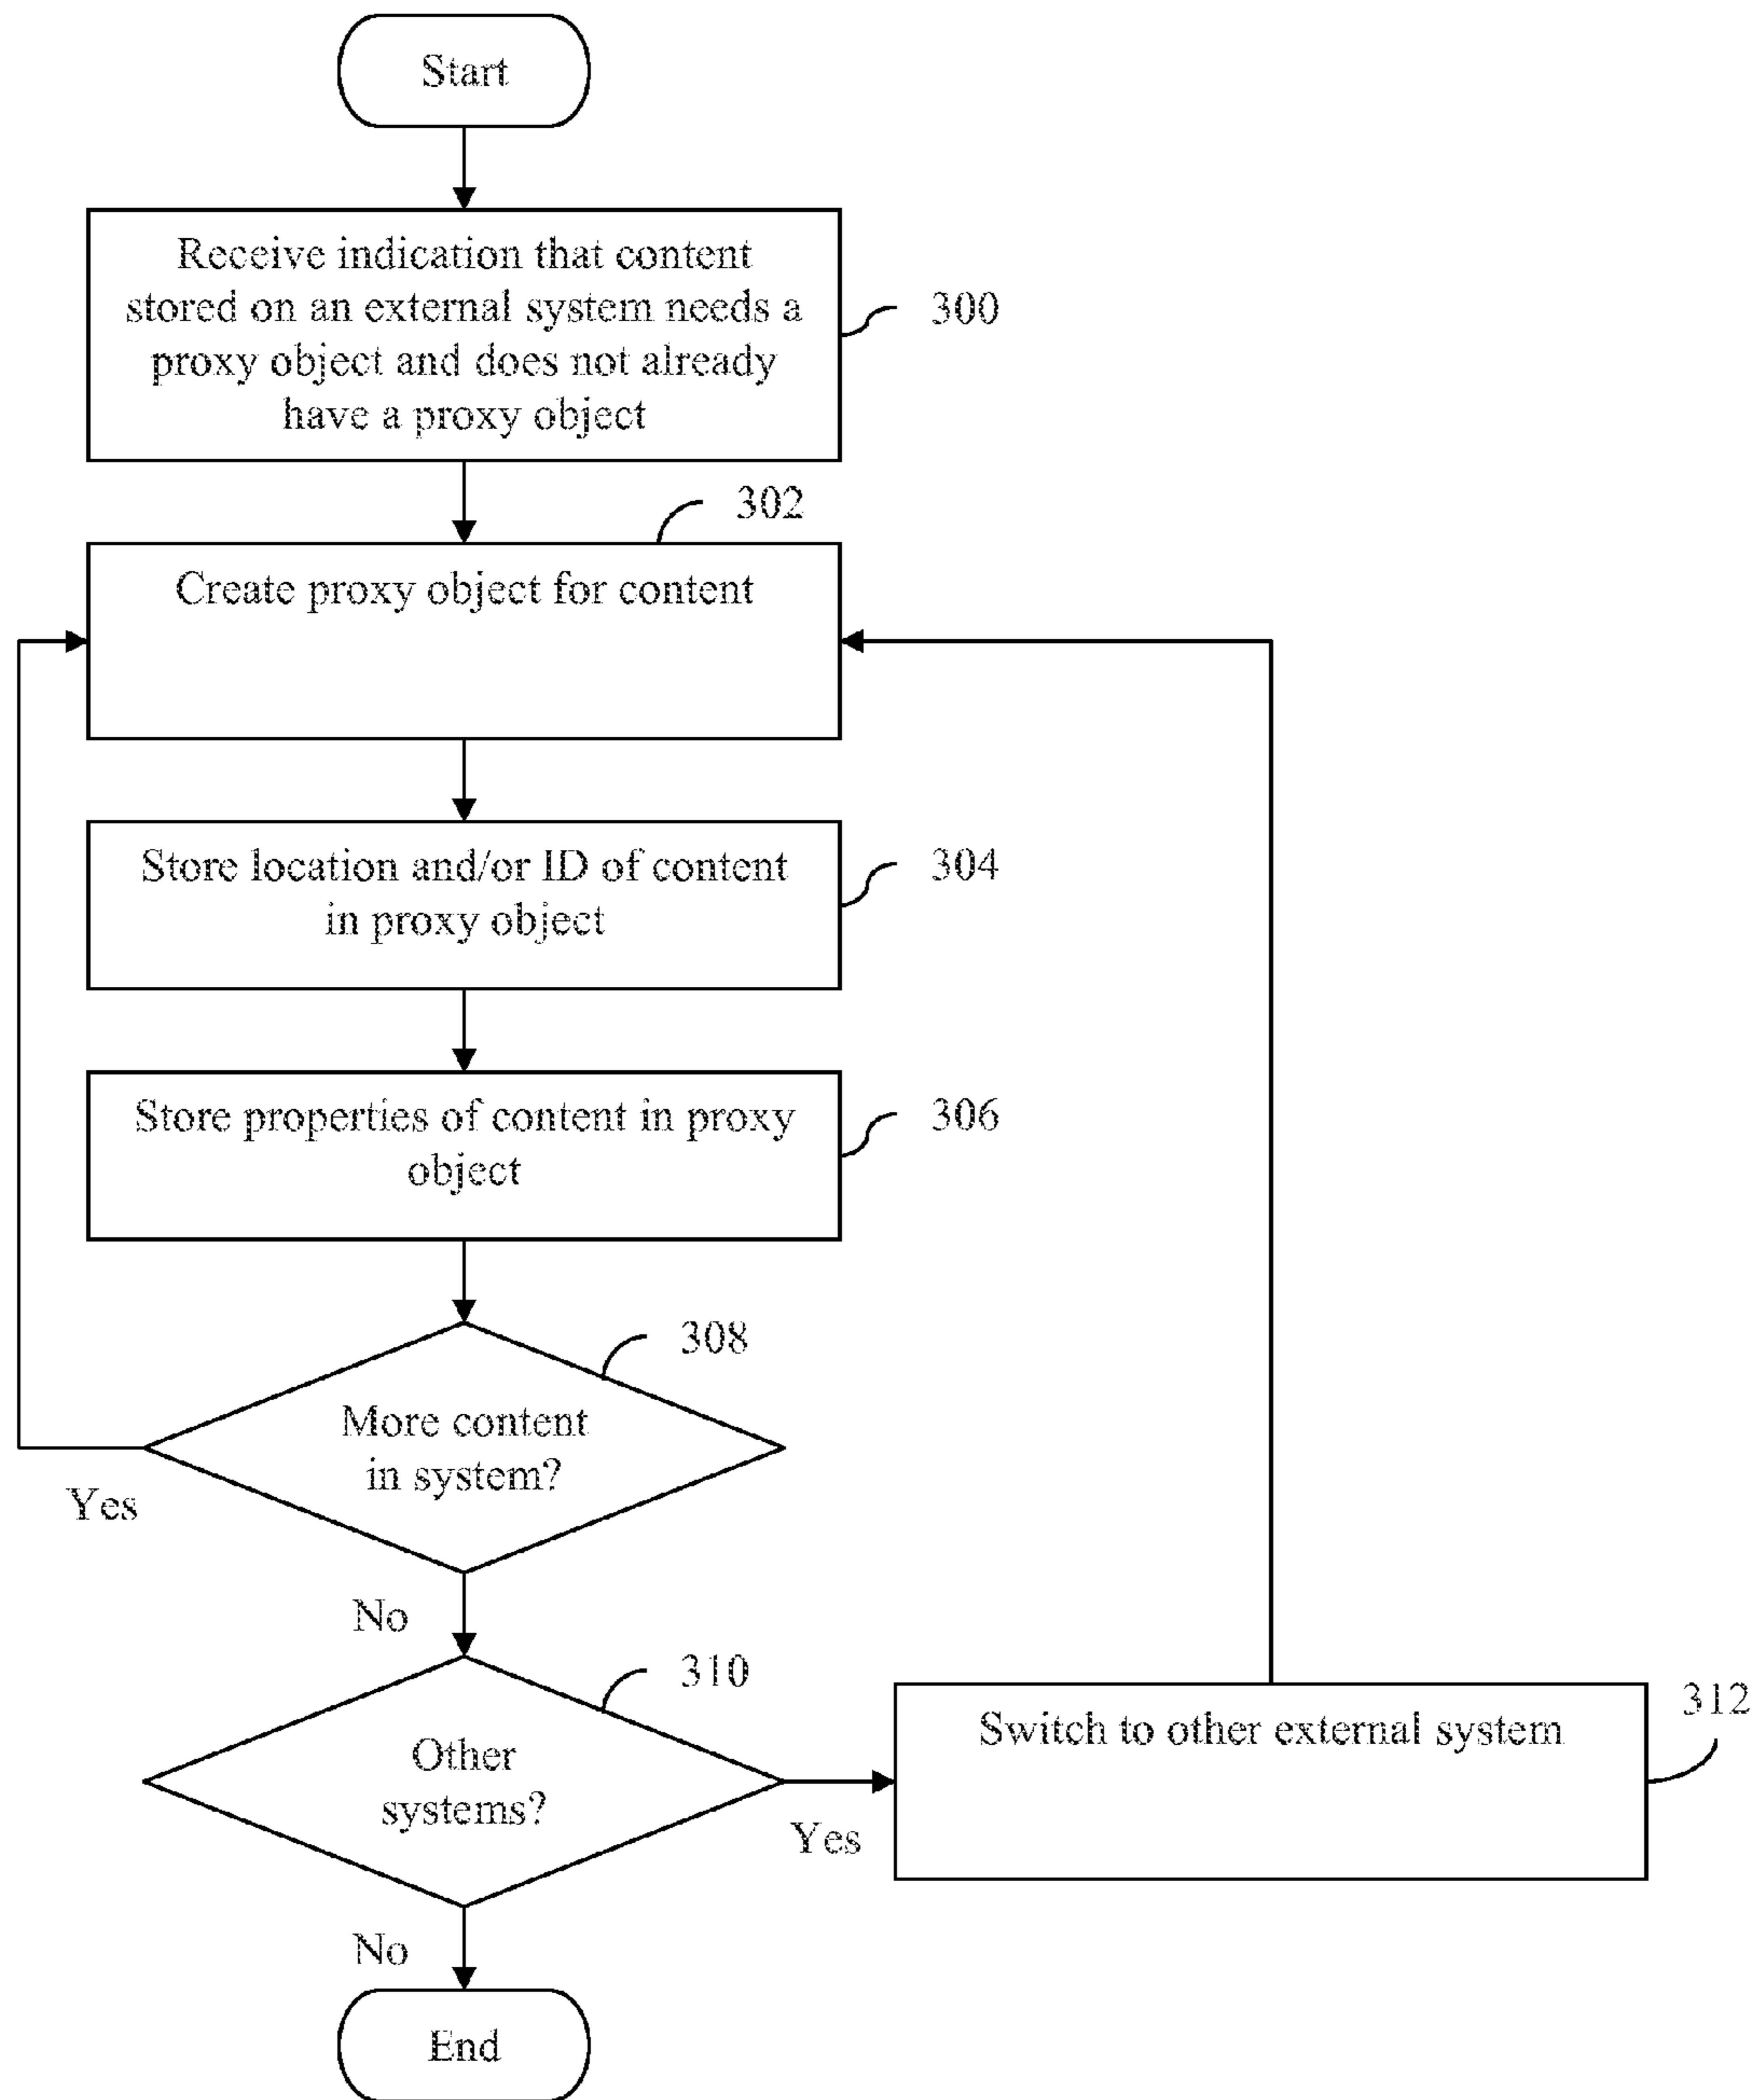 Start
Receive indication that content
stored on an external system needs a
proxy object and does not already
have a proxy object
300
302
Create proxy object for content
Store location and/or ID of content
in proxy object
304
Store properties of content in proxy
object
306
308
More content
in system?
Yes
No
310
Other
systems?
Yes
Switch to other external system
312
No
End